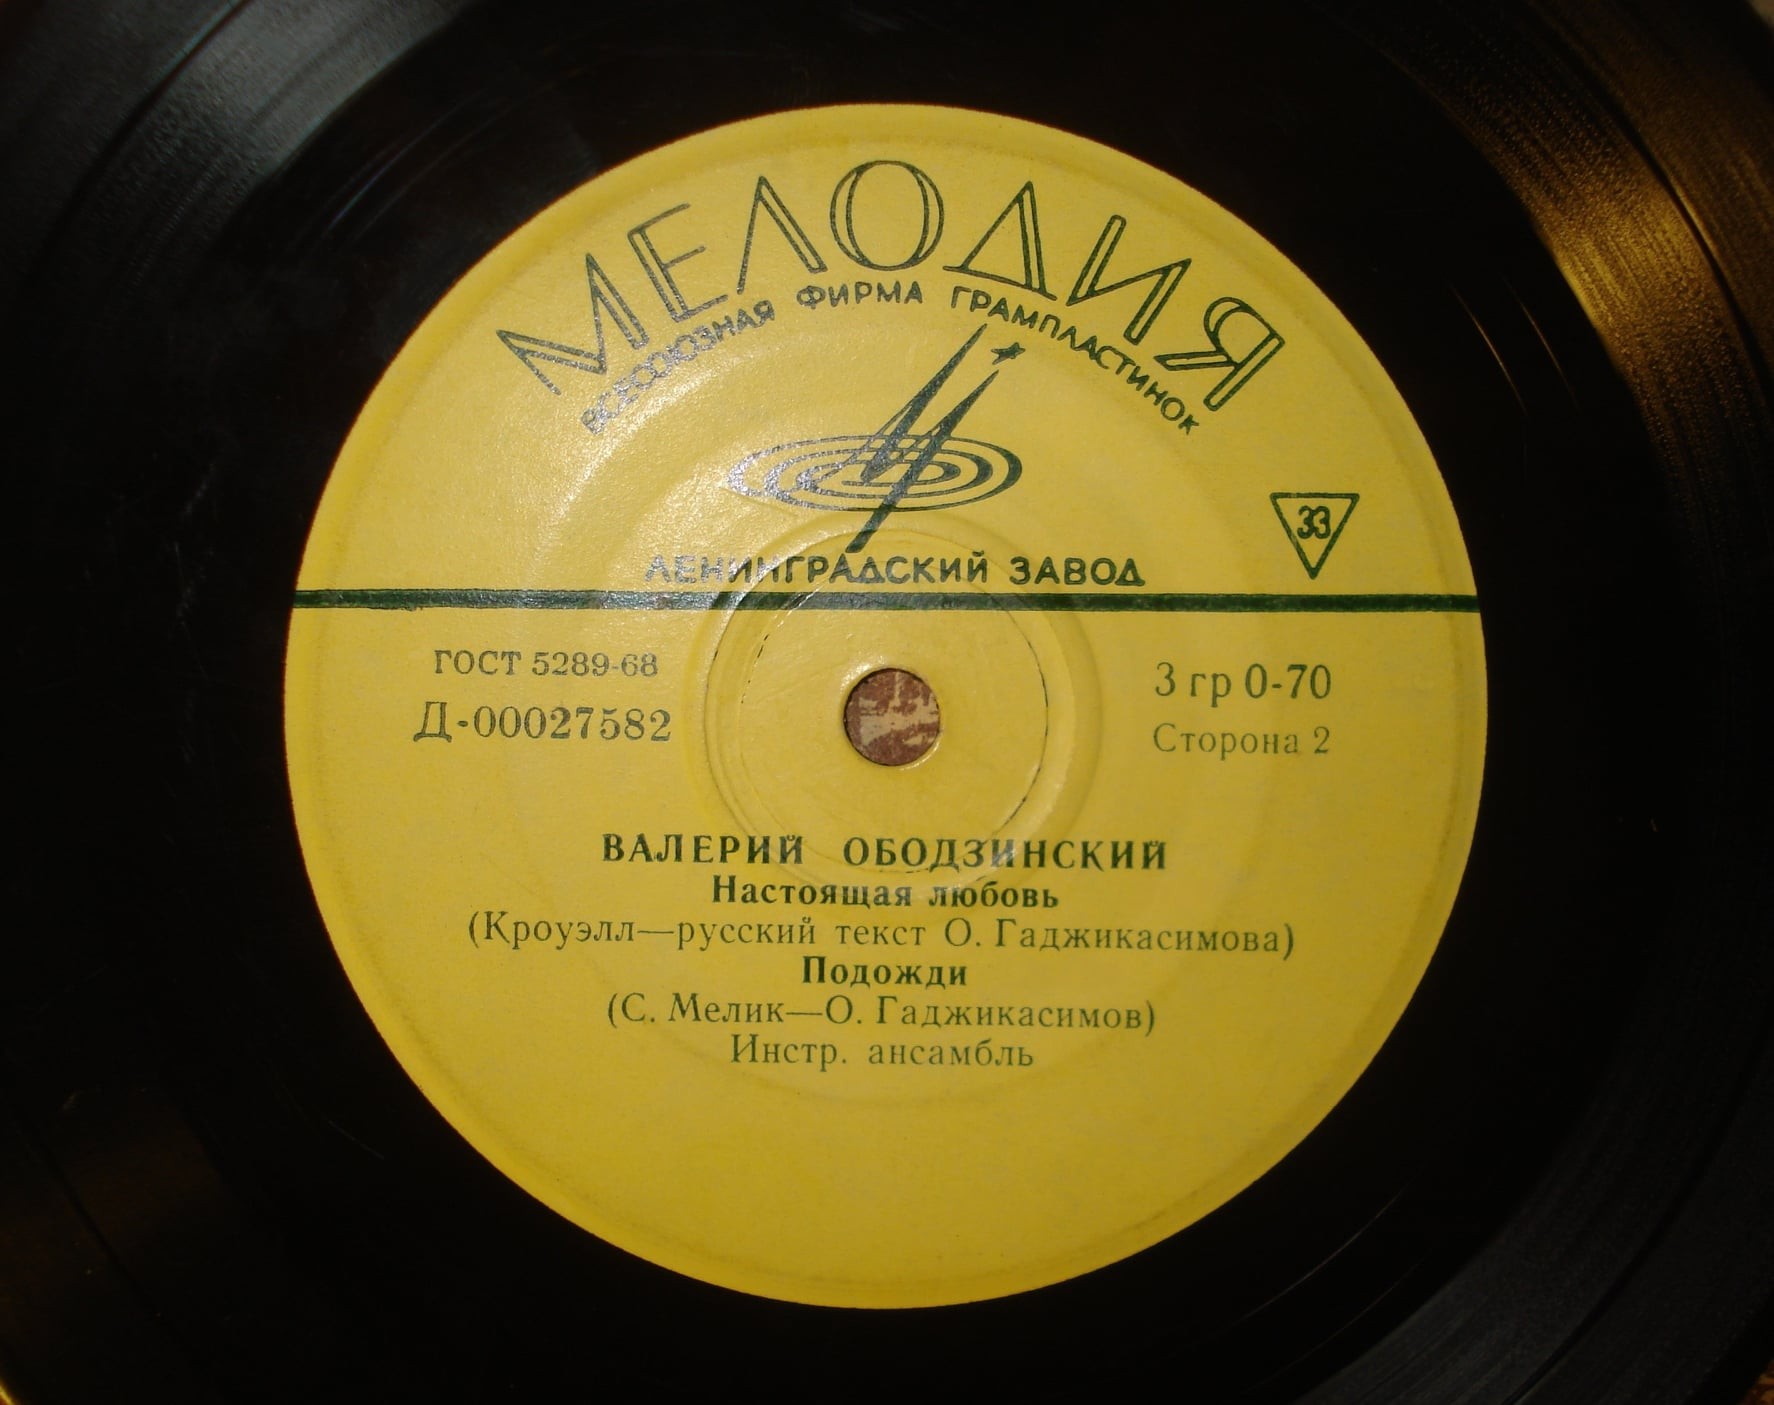 МЕЛОДИЯ
ВСЕСОЮЗНАЯ ФИРМА ГРАМПЛАСТИНОК
33
ЛЕНИНГРАДСКИЙ ЗАВОД
ГОСТ 5289-68
Д-00027582
3 гр 0-70
Сторона 2
ВАЛЕРИЙ ОБОДЗИНСКИЙ
Настоящая любовь
(Кроуэлл—русский текст О. Гаджикасимова)
Подожди
(С. Мелик—О. Гаджикасимов)
Инстр. ансамбль